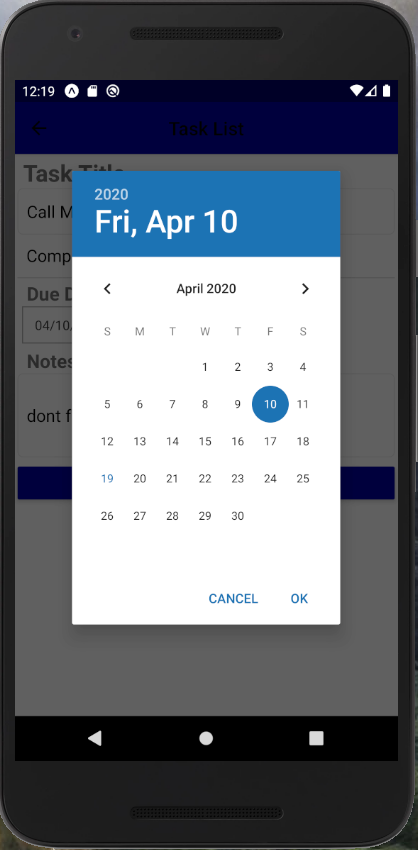 12:19
Task List
Task Title
Call M
Comp
Due D
04/10/
Notes
dont f
2020
Fri, Apr 10
April 2020
S M T W T F S
1 2 3 4
5 6 7 8 9 10 11
12 13 14 15 16 17 18
19 20 21 22 23 24 25
26 27 28 29 30
CANCEL OK